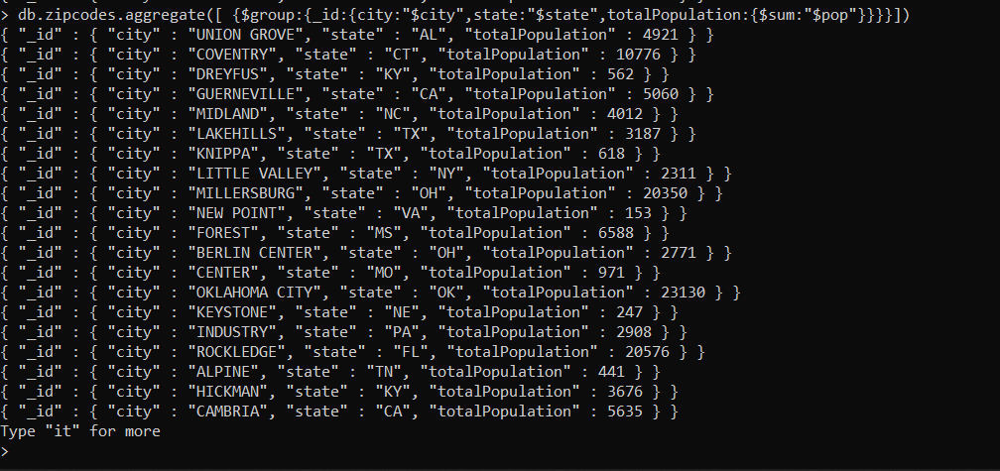 > db.zipcodes.aggregate([ {$group:{_id:{city:"$city",state:"$state",totalPopulation:{$sum:"$pop"}}}}])
{ "_id" : { "city" : "UNION GROVE", "state" : "AL", "totalPopulation" : 4921 } }
{ "_id" : { "city" : "COVENTRY", "state" : "CT", "totalPopulation" : 10776 } }
{ "_id" : { "city" : "DREYFUS", "state" : "KY", "totalPopulation" : 562 } }
{ "_id" : { "city" : "GUERNEVILLE", "state" : "CA", "totalPopulation" : 5060 } }
{ "_id" : { "city" : "MIDLAND", "state" : "NC", "totalPopulation" : 4012 } }
{ "_id" : { "city" : "LAKEHILLS", "state" : "TX", "totalPopulation" : 3187 } }
{ "_id" : { "city" : "KNIPPA", "state" : "TX", "totalPopulation" : 618 } }
{ "_id" : { "city" : "LITTLE VALLEY", "state" : "NY", "totalPopulation" : 2311 } }
{ "_id" : { "city" : "MILLERSBURG", "state" : "OH", "totalPopulation" : 20350 } }
{ "_id" : { "city" : "NEW POINT", "state" : "VA", "totalPopulation" : 153 } }
{ "_id" : { "city" : "FOREST", "state" : "MS", "totalPopulation" : 6588 } }
{ "_id" : { "city" : "BERLIN CENTER", "state" : "OH", "totalPopulation" : 2771 } }
{ "_id" : { "city" : "CENTER", "state" : "MO", "totalPopulation" : 971 } }
{ "_id" : { "city" : "OKLAHOMA CITY", "state" : "OK", "totalPopulation" : 23130 } }
{ "_id" : { "city" : "KEYSTONE", "state" : "NE", "totalPopulation" : 247 } }
{ "_id" : { "city" : "INDUSTRY", "state" : "PA", "totalPopulation" : 2908 } }
{ "_id" : { "city" : "ROCKLEDGE", "state" : "FL", "totalPopulation" : 20576 } }
{ "_id" : { "city" : "ALPINE", "state" : "TN", "totalPopulation" : 441 } }
{ "_id" : { "city" : "HICKMAN", "state" : "KY", "totalPopulation" : 3676 } }
{ "_id" : { "city" : "CAMBRIA", "state" : "CA", "totalPopulation" : 5635 } }
Type "it" for more
>